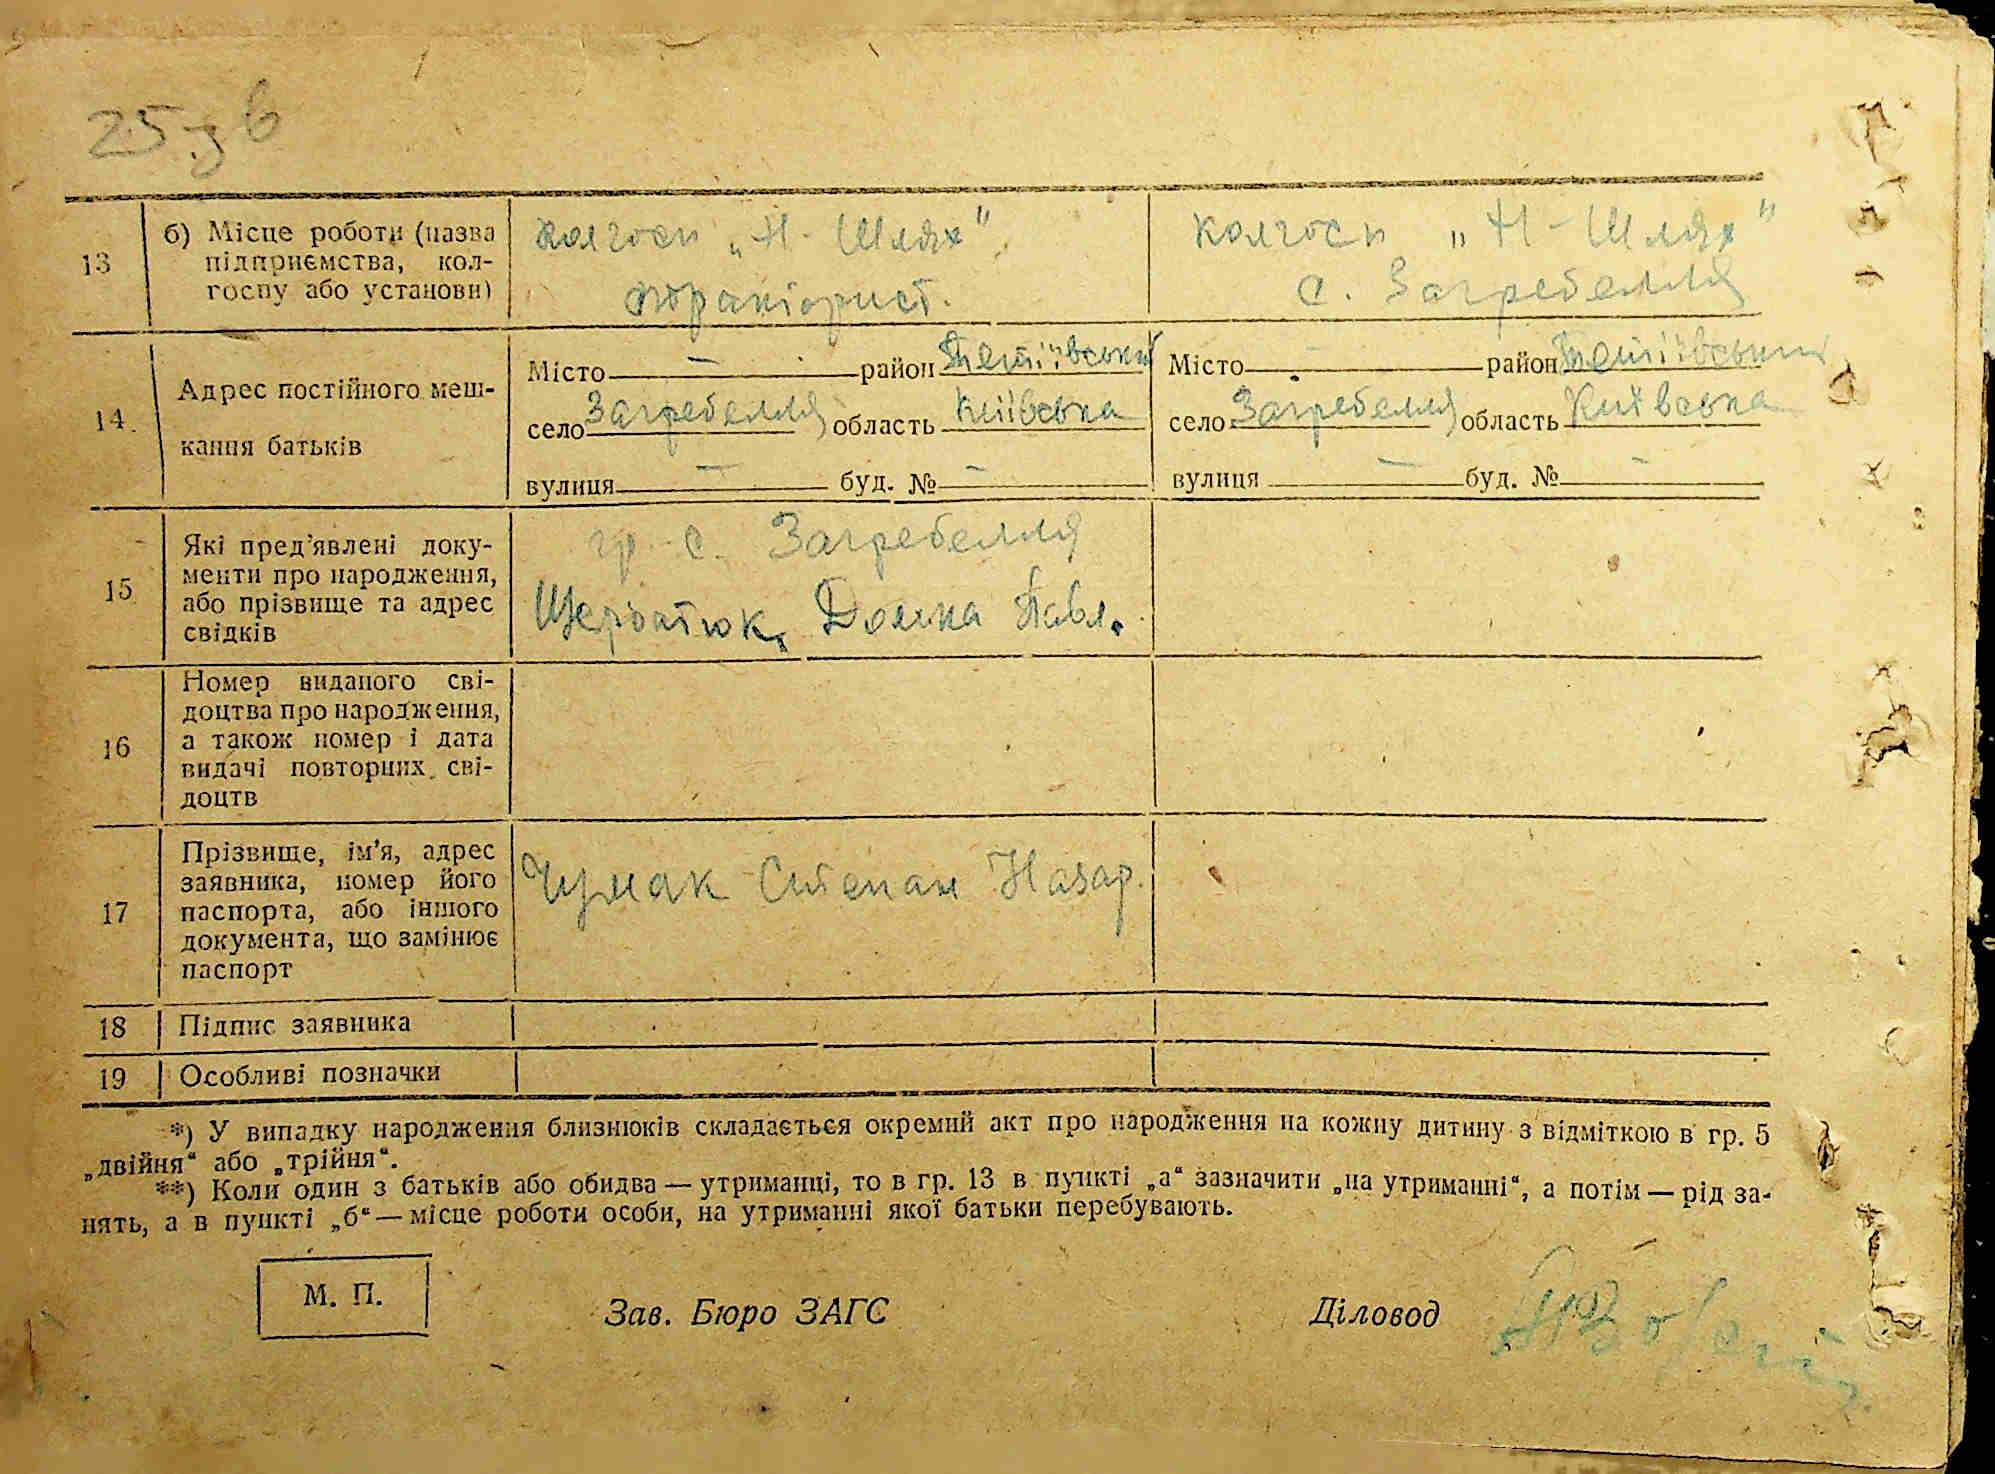 25 зв
13
б) Місце роботи (назва підприємства, колгоспу або установи)
колгосп „Н-Шлях"
тракторист.
колгосп „Н-Шлях"
с. Загребелля
14
Адрес постійного мешкання батьків
Місто — район Тетіївський
село Загребелля область Київська
вулиця — буд. № —
Місто — район Тетіївський
село Загребелля область Київська
вулиця — буд. № —
15
Які пред'явлені документи про народження, або прізвище та адрес свідків
гр. с. Загребелля
Щербатюк, Домка Павл.
16
Номер виданого свідоцтва про народження, а також номер і дата видачі повторних свідоцтв
17
Прізвище, ім'я, адрес заявника, номер його паспорта, або іншого документа, що замінює паспорт
Чумак Степан Назар.
18
Підпис заявника
19
Особливі позначки
*) У випадку народження близнюків складається окремий акт про народження на кожну дитину з відміткою в гр. 5
„двійня" або „трійня".
**) Коли один з батьків або обидва — утриманці, то в гр. 13 в пункті „а" зазначити „на утриманні", а потім — рід за-
нять, а в пункті „б" — місце роботи особи, на утриманні якої батьки перебувають.
М. П.
Зав. Бюро ЗАГС
Діловод